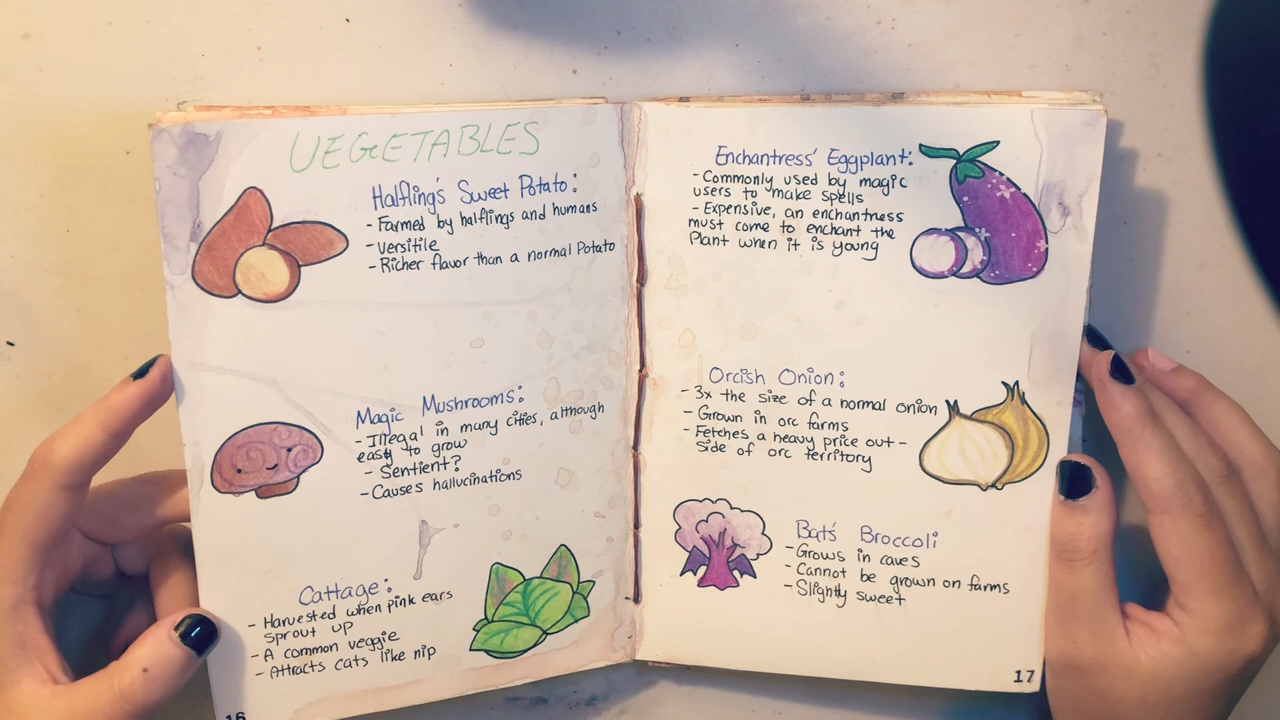 VEGETABLES
Halfling's Sweet Potato:
- Farmed by halflings and humans
- versitile
- Richer flavor than a normal Potato
Magic Mushrooms:
- Illegal in many cities, although
easy to grow
- Sentient?
- Causes hallucinations
Cattage:
- Harvested when pink ears
sprout up
- A common veggie
- Attracts cats like nip
16
Enchantress' Eggplant:
- Commonly used by magic
users to make spells
- Expensive, an enchantress
must come to enchant the
Plant when it is young
Orcish Onion:
- 3x the size of a normal onion
- Grown in orc farms
- Fetches a heavy price out-
side of orc territory
Bat's Broccoli
- Grows in caves
- Cannot be grown on farms
- Slightly sweet
17